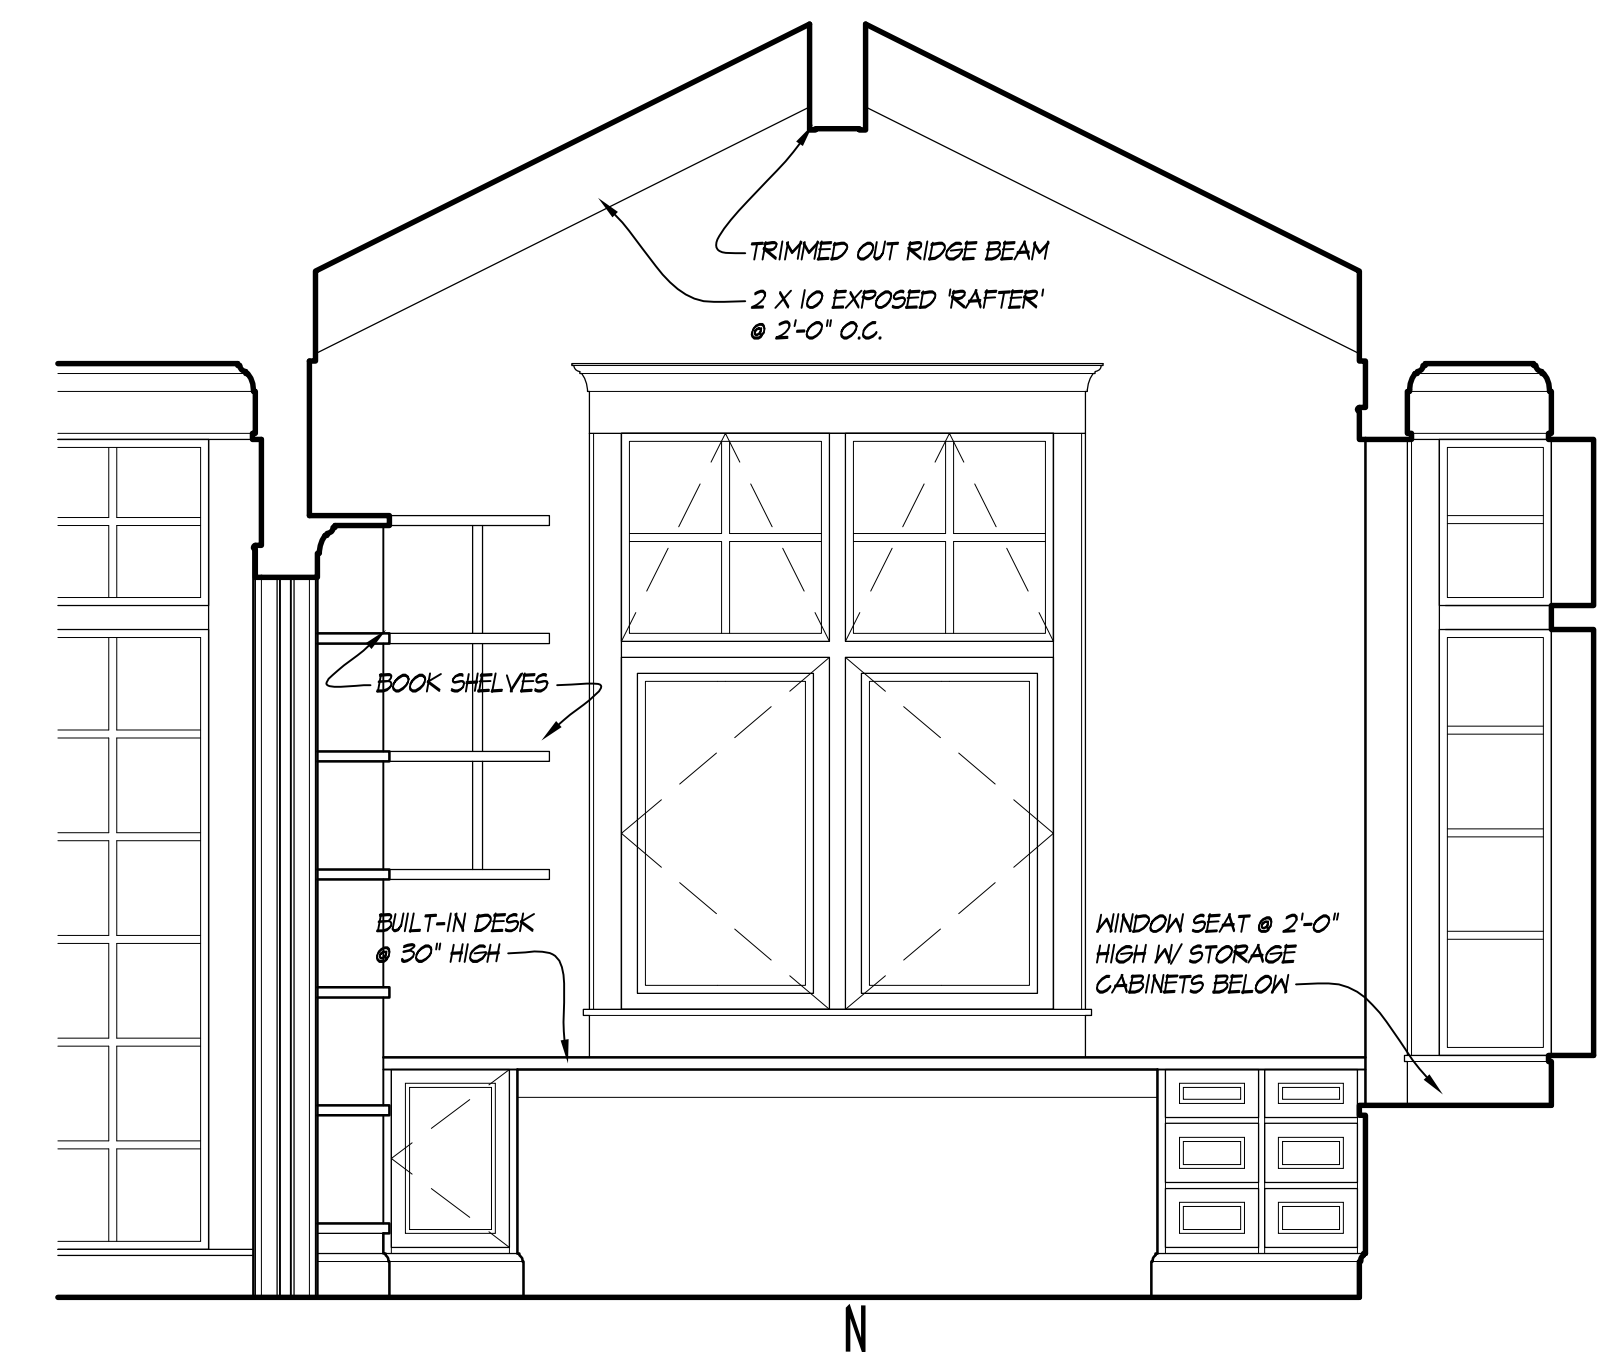 TRIMMED OUT RIDGE BEAM
2 X 10 EXPOSED 'RAFTER'
@ 2'-0" O.C.
BOOK SHELVES
BUILT-IN DESK
@ 30" HIGH
WINDOW SEAT @ 2'-0"
HIGH W/ STORAGE
CABINETS BELOW
N